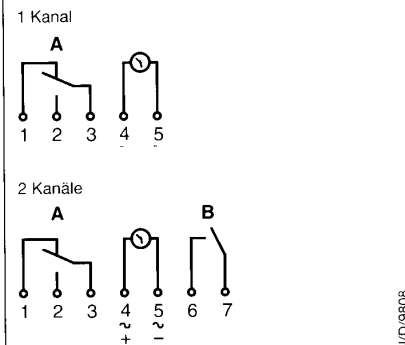 1 Kanal
A
1 2 3 4 5
2 Kanäle
A B
1 2 3 4 5 6 7
~ ~
+ −
/D/9808